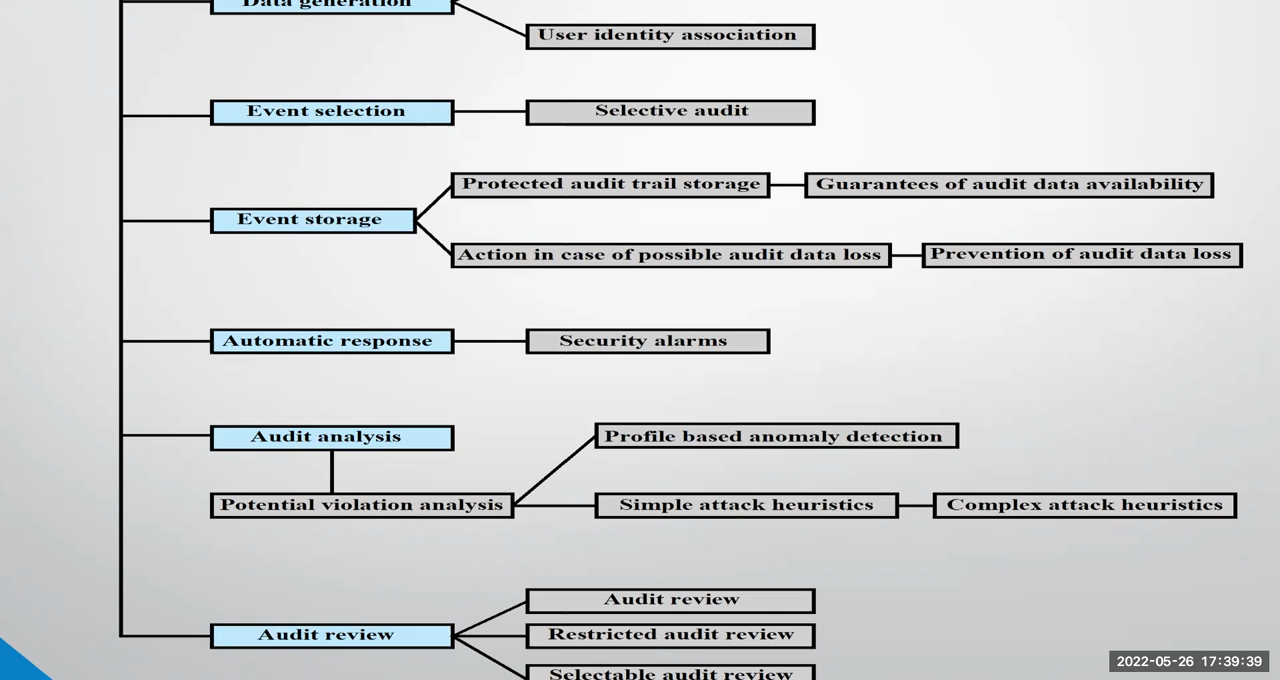 Data generation
User identity association
Event selection
Selective audit
Protected audit trail storage
Guarantees of audit data availability
Event storage
Action in case of possible audit data loss
Prevention of audit data loss
Automatic response
Security alarms
Audit analysis
Profile based anomaly detection
Potential violation analysis
Simple attack heuristics
Complex attack heuristics
Audit review
Audit review
Restricted audit review
Selectable audit review
2022-05-26 17:39:39